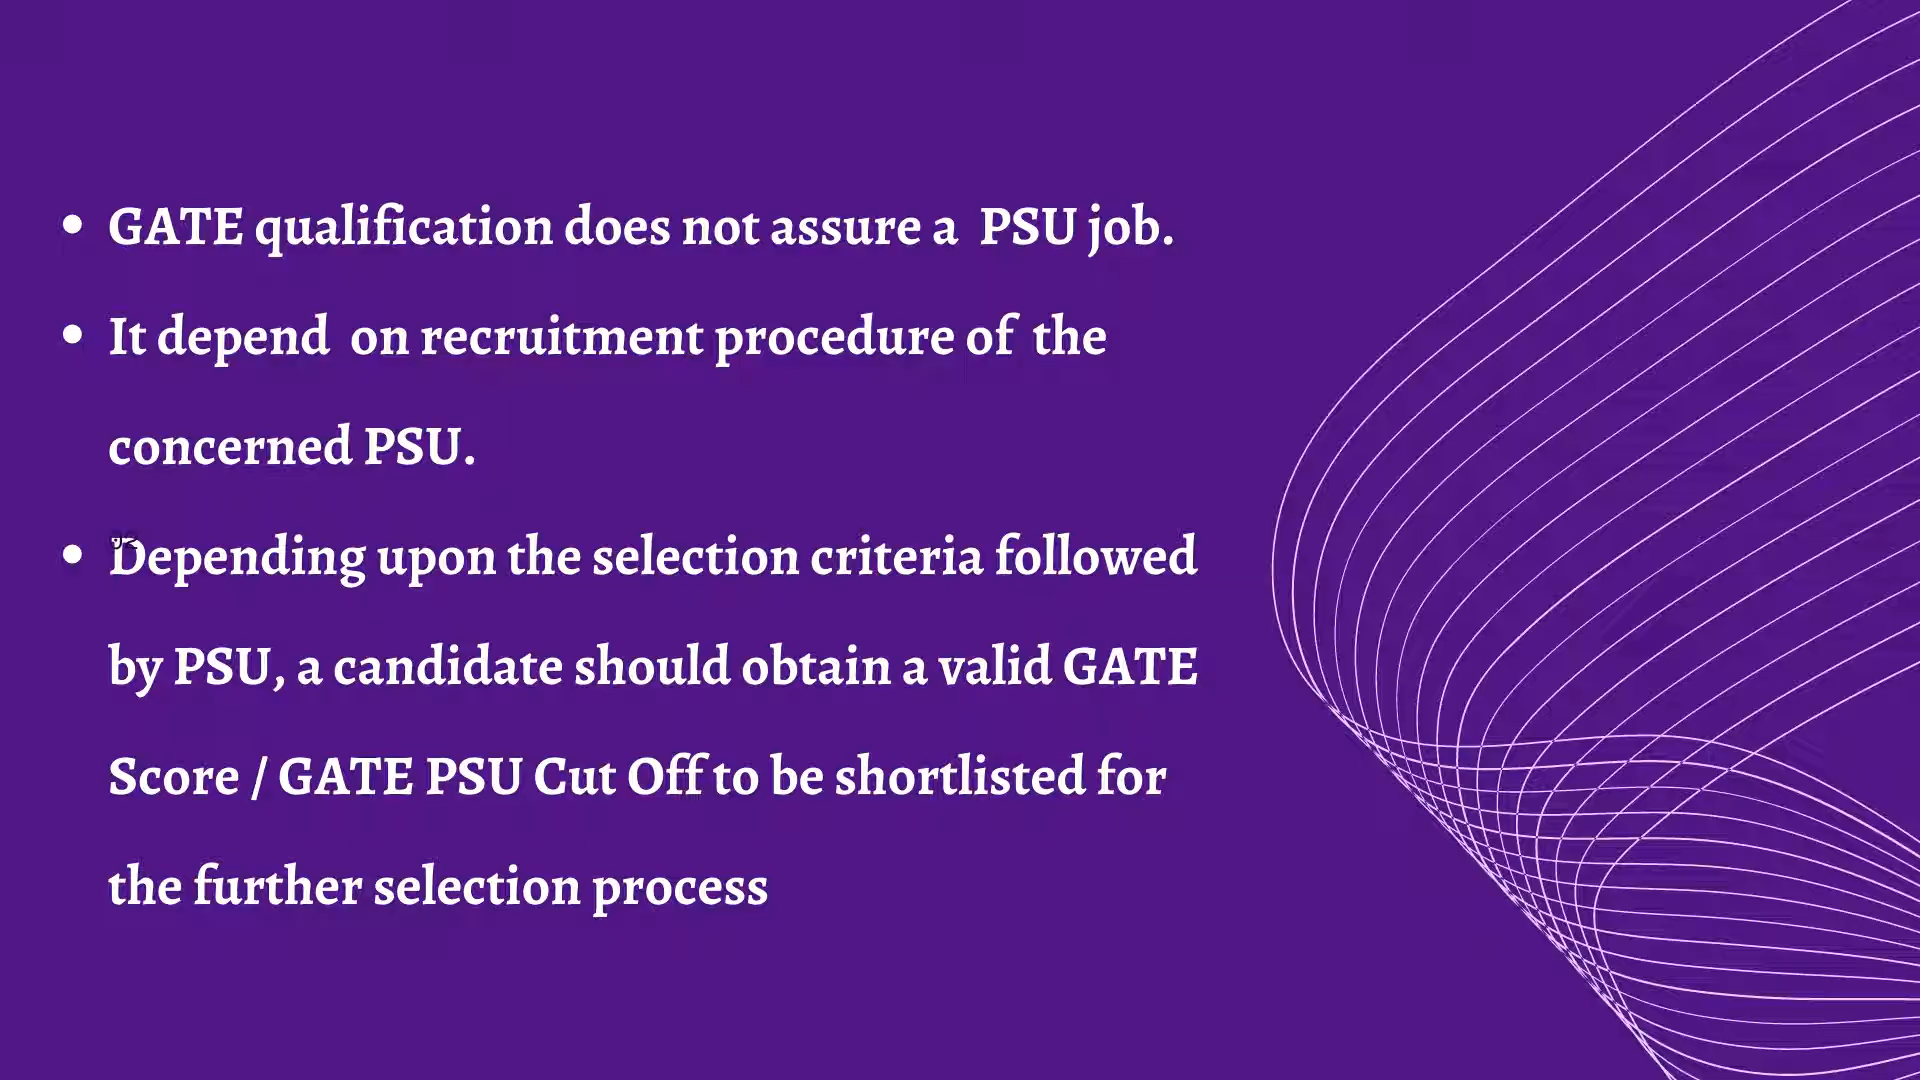 • GATE qualification does not assure a PSU job.
• It depend on recruitment procedure of the
concerned PSU.
• Depending upon the selection criteria followed
by PSU, a candidate should obtain a valid GATE
Score / GATE PSU Cut Off to be shortlisted for
the further selection process